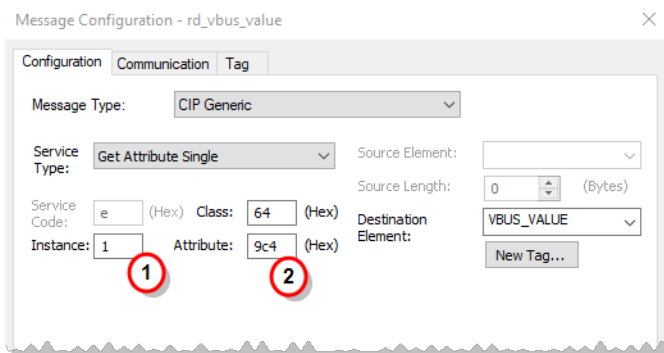 Message Configuration - rd_vbus_value
Configuration Communication Tag
Message Type: CIP Generic
Service Type: Get Attribute Single
Source Element:
Source Length: 0 (Bytes)
Service Code: e (Hex) Class: 64 (Hex)
Destination Element: VBUS_VALUE
Instance: 1 Attribute: 9c4 (Hex)
New Tag...
1 2